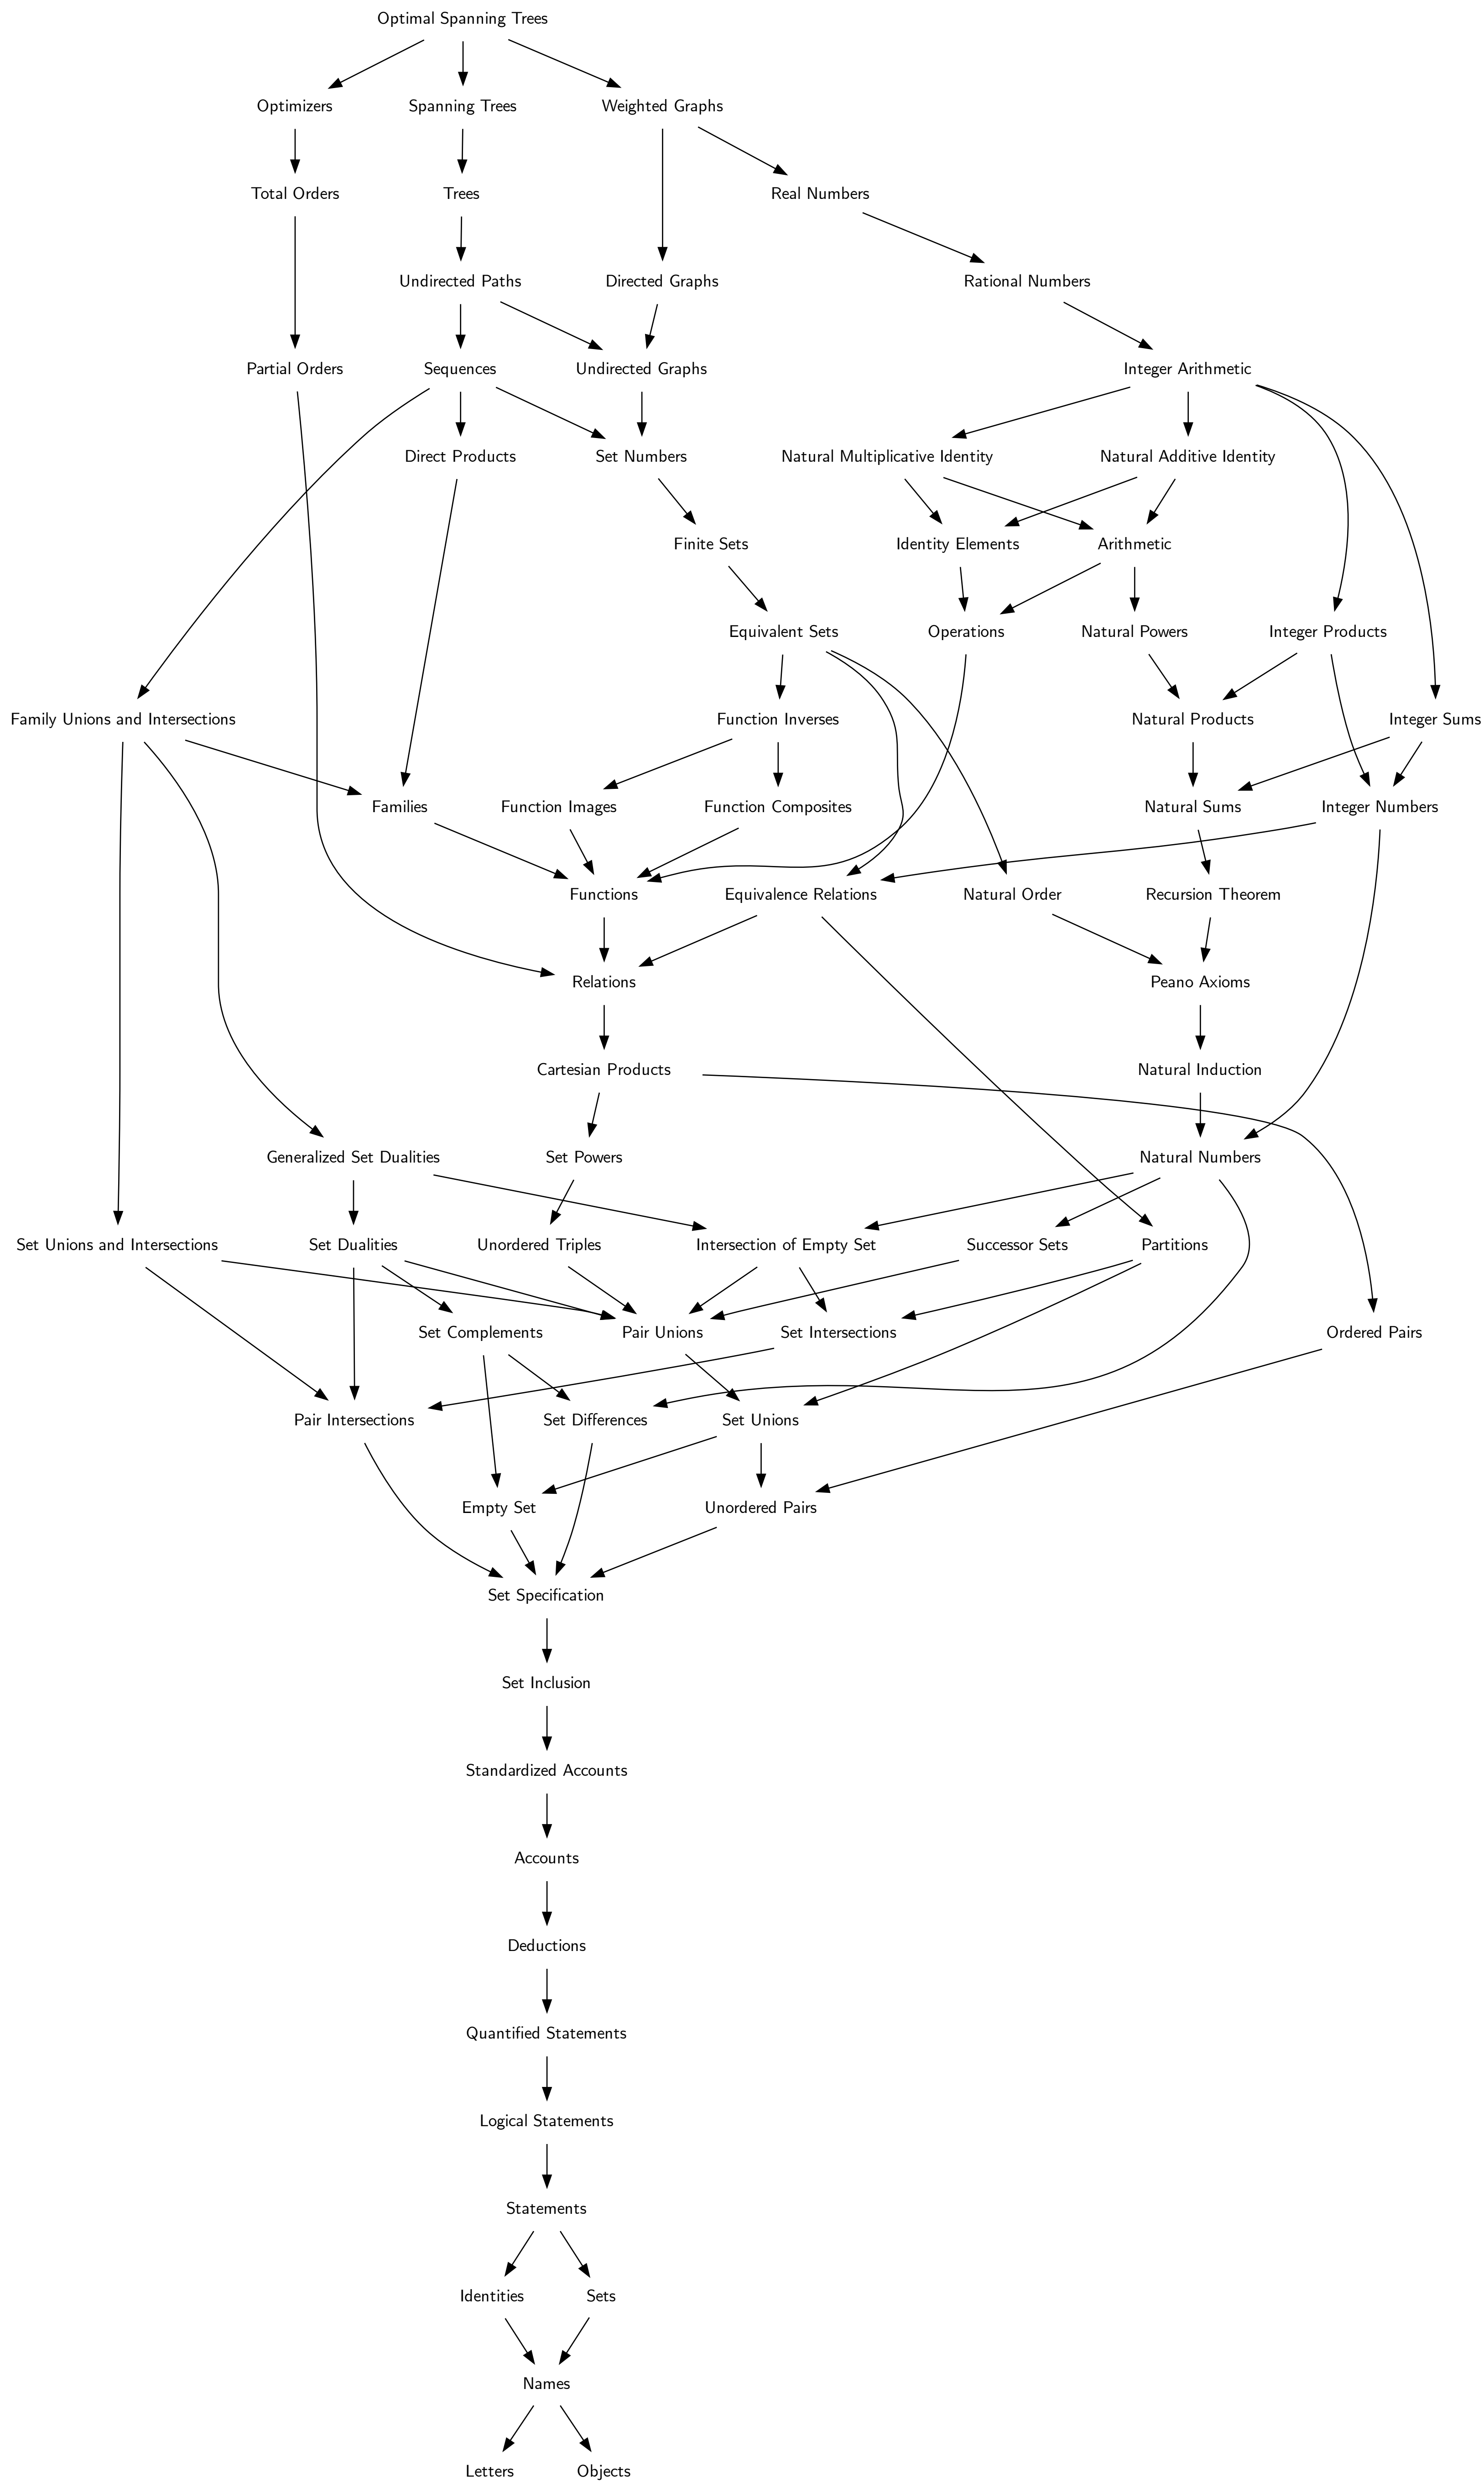 Optimal Spanning Trees
Optimizers
Spanning Trees
Weighted Graphs
Total Orders
Trees
Real Numbers
Undirected Paths
Directed Graphs
Rational Numbers
Partial Orders
Sequences
Undirected Graphs
Integer Arithmetic
Direct Products
Set Numbers
Natural Multiplicative Identity
Natural Additive Identity
Finite Sets
Identity Elements
Arithmetic
Equivalent Sets
Operations
Natural Powers
Integer Products
Family Unions and Intersections
Function Inverses
Natural Products
Integer Sums
Families
Function Images
Function Composites
Natural Sums
Integer Numbers
Functions
Equivalence Relations
Natural Order
Recursion Theorem
Relations
Peano Axioms
Cartesian Products
Natural Induction
Generalized Set Dualities
Set Powers
Natural Numbers
Set Unions and Intersections
Set Dualities
Unordered Triples
Intersection of Empty Set
Successor Sets
Partitions
Set Complements
Pair Unions
Set Intersections
Ordered Pairs
Pair Intersections
Set Differences
Set Unions
Empty Set
Unordered Pairs
Set Specification
Set Inclusion
Standardized Accounts
Accounts
Deductions
Quantified Statements
Logical Statements
Statements
Identities
Sets
Names
Letters
Objects